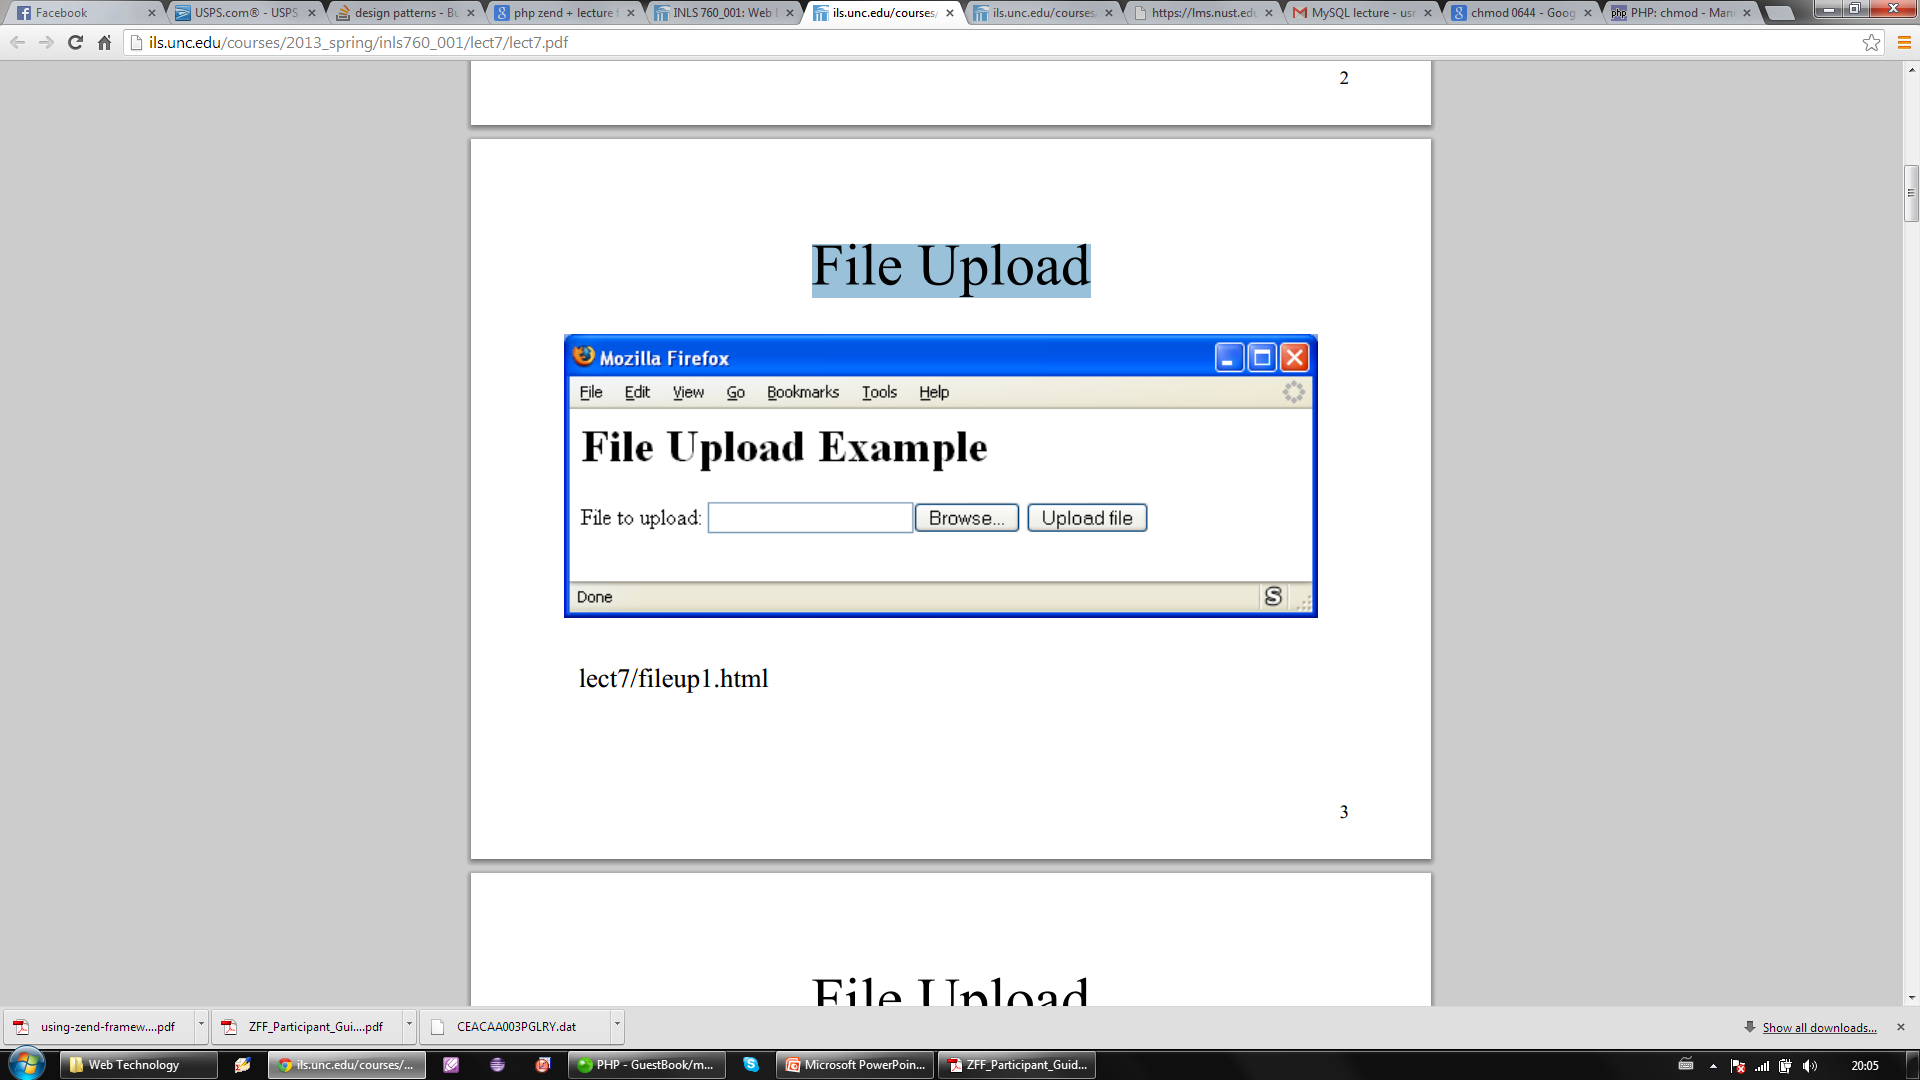 Facebook
USPS.com® - USPS
design patterns - Bu
php zend + lecture f
INLS 760_001: Web
ils.unc.edu/courses/
ils.unc.edu/courses
https://lms.nust.ed
MySQL lecture - usr
chmod 0644 - Goog
PHP: chmod - Man
ils.unc.edu/courses/2013_spring/inls760_001/lect7/lect7.pdf
2
File Upload
Mozilla Firefox
File Edit View Go Bookmarks Tools Help
File Upload Example
File to upload: Browse... Upload file
Done
lect7/fileup1.html
3
File Upload
using-zend-framew....pdf
ZFF_Participant_Gui....pdf
CEACAA003PGLRY.dat
Show all downloads...
Web Technology
ils.unc.edu/courses/...
PHP - GuestBook/m...
Microsoft PowerPoin...
ZFF_Participant_Guid...
20:05